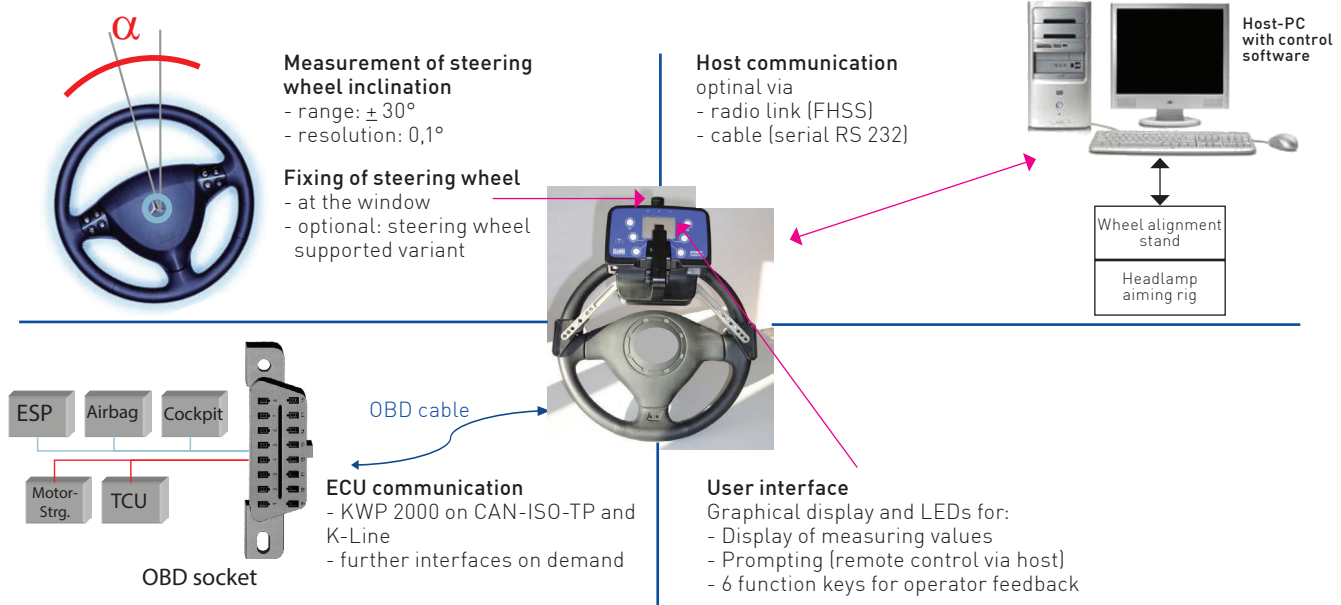 α
Measurement of steering
wheel inclination
- range: ± 30°
- resolution: 0,1°
Fixing of steering wheel
- at the window
- optional: steering wheel
supported variant
Host communication
optinal via
- radio link (FHSS)
- cable (serial RS 232)
Host-PC
with control
software
Wheel alignment
stand
Headlamp
aiming rig
ESP
Airbag
Cockpit
Motor-
Strg.
TCU
OBD socket
OBD cable
ECU communication
- KWP 2000 on CAN-ISO-TP and
K-Line
- further interfaces on demand
User interface
Graphical display and LEDs for:
- Display of measuring values
- Prompting (remote control via host)
- 6 function keys for operator feedback